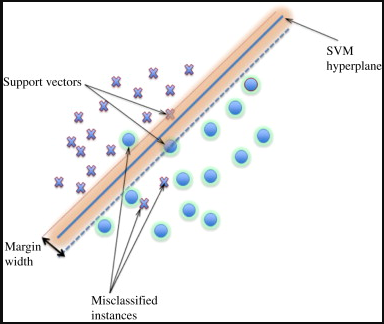 SVM
hyperplane
Support vectors
Margin
width
Misclassified
instances